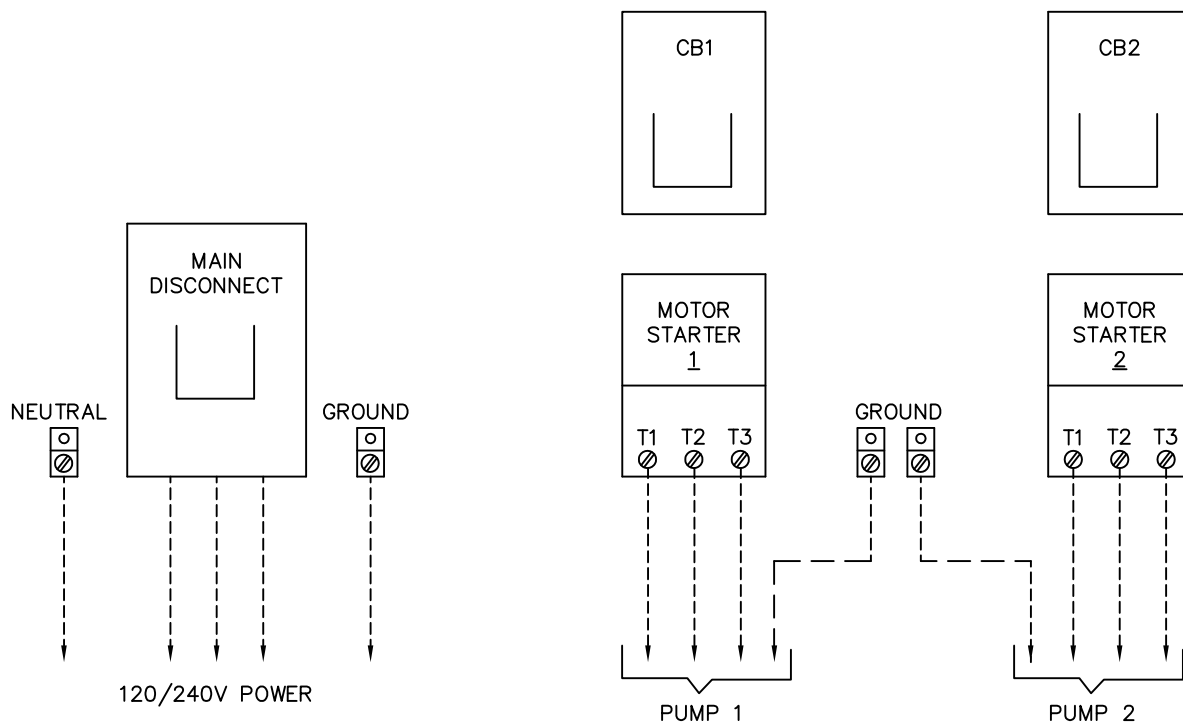 CB1
CB2
MAIN
DISCONNECT
MOTOR
STARTER
1
MOTOR
STARTER
2
NEUTRAL
GROUND
GROUND
T1 T2 T3
T1 T2 T3
120/240V POWER
PUMP 1
PUMP 2